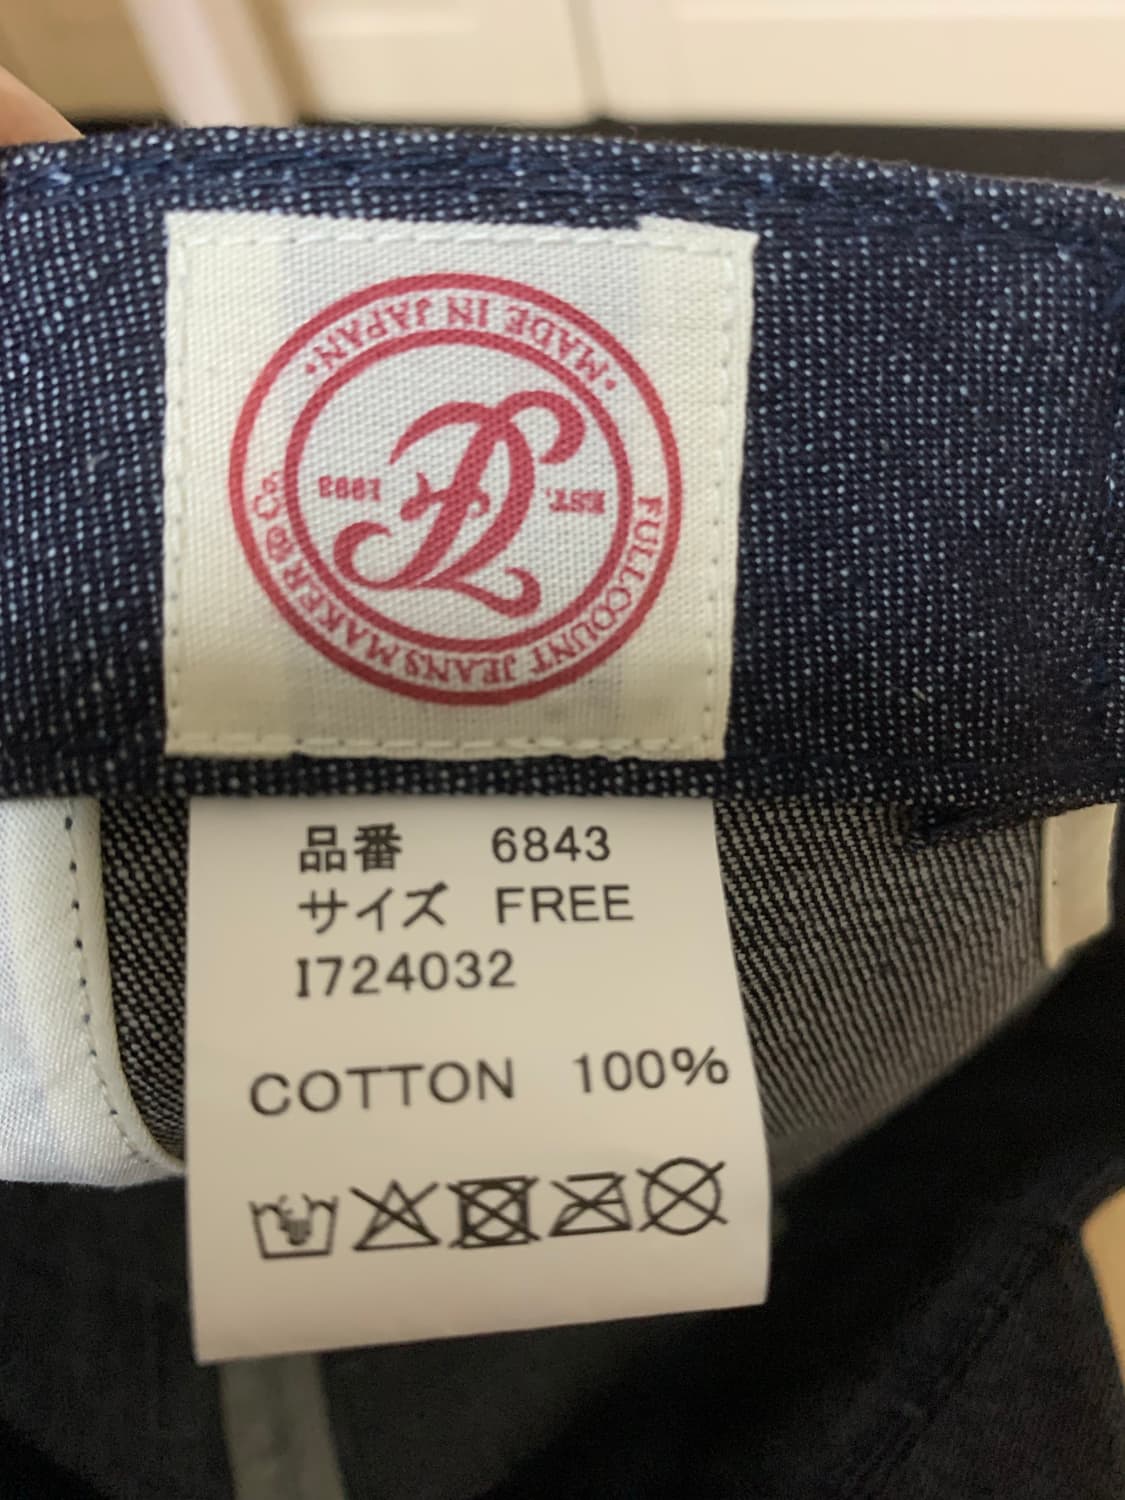 ・MADE IN JAPAN・
FULLCOUNT JEANS MAKER Co.
EST. 1993
品番 6843
サイズ FREE
I724032
COTTON 100%